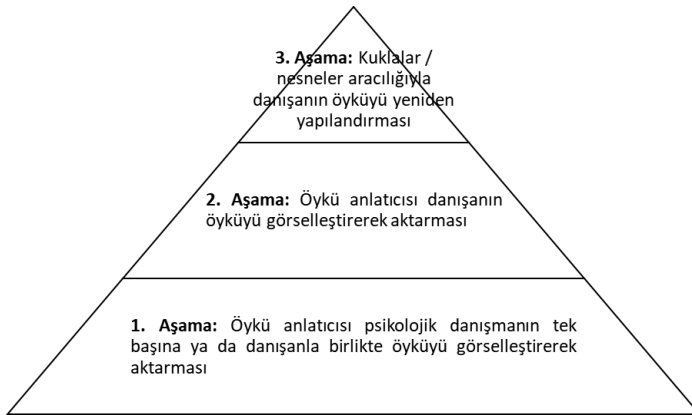 3. Aşama: Kuklalar /
nesneler aracılığıyla
danışanın öyküyü yeniden
yapılandırması
2. Aşama: Öykü anlatıcısı danışanın
öyküyü görselleştirerek aktarması
1. Aşama: Öykü anlatıcısı psikolojik danışmanın tek
başına ya da danışanla birlikte öyküyü görselleştirerek
aktarması